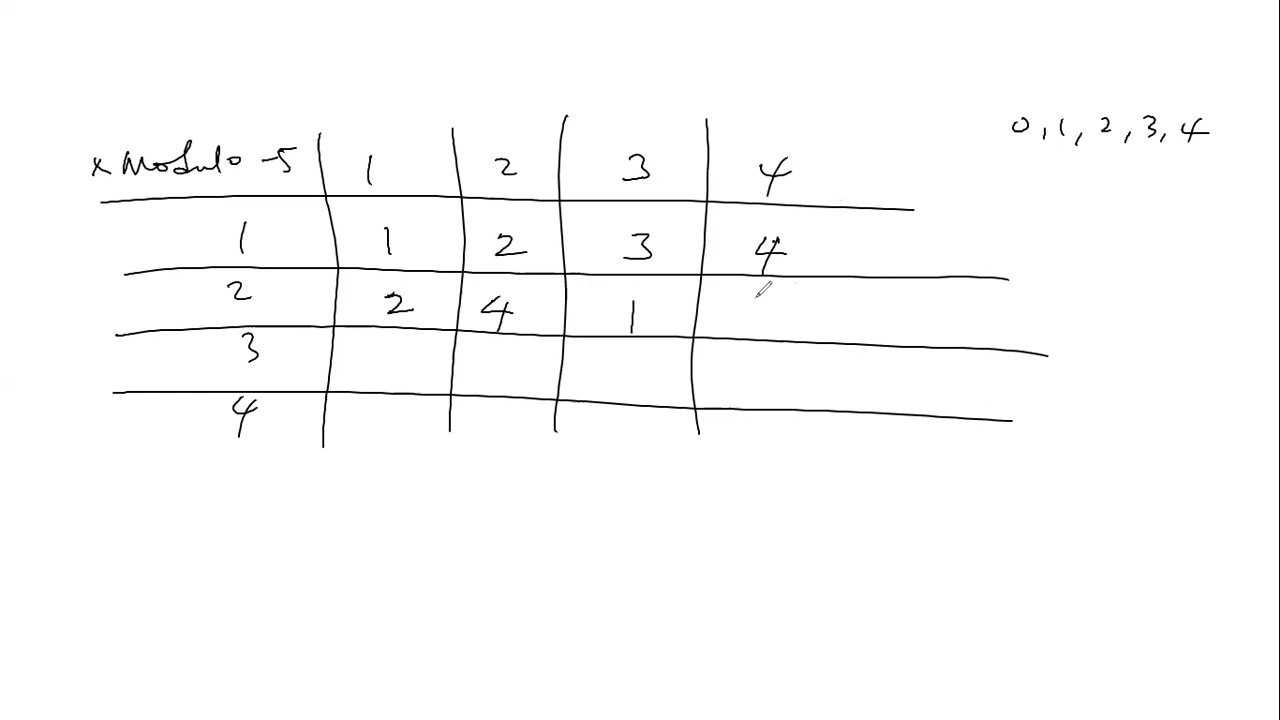 0, 1, 2, 3, 4
x Modulo -5 1 2 3 4
1 1 2 3 4
2 2 4 1
3
4